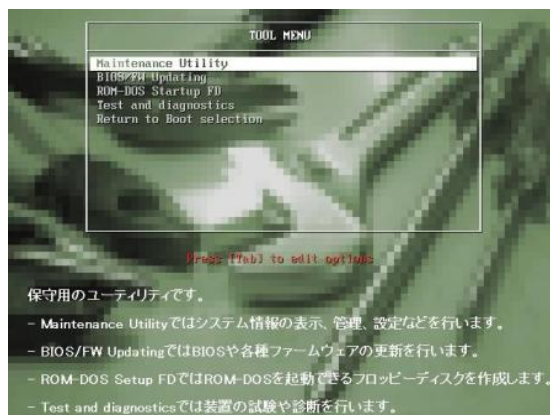 TOOL MENU
Maintenance Utility
BIOS/FW Updating
ROM-DOS Startup FD
Test and diagnostics
Return to Boot selection
Press [Tab] to edit options
保守用のユーティリティです。
- Maintenance Utilityではシステム情報の表示、管理、設定などを行います。
- BIOS/FW UpdatingではBIOSや各種ファームウェアの更新を行います。
- ROM-DOS Setup FDではROM-DOSを起動できるフロッピーディスクを作成します。
- Test and diagnosticsでは装置の試験や診断を行います。